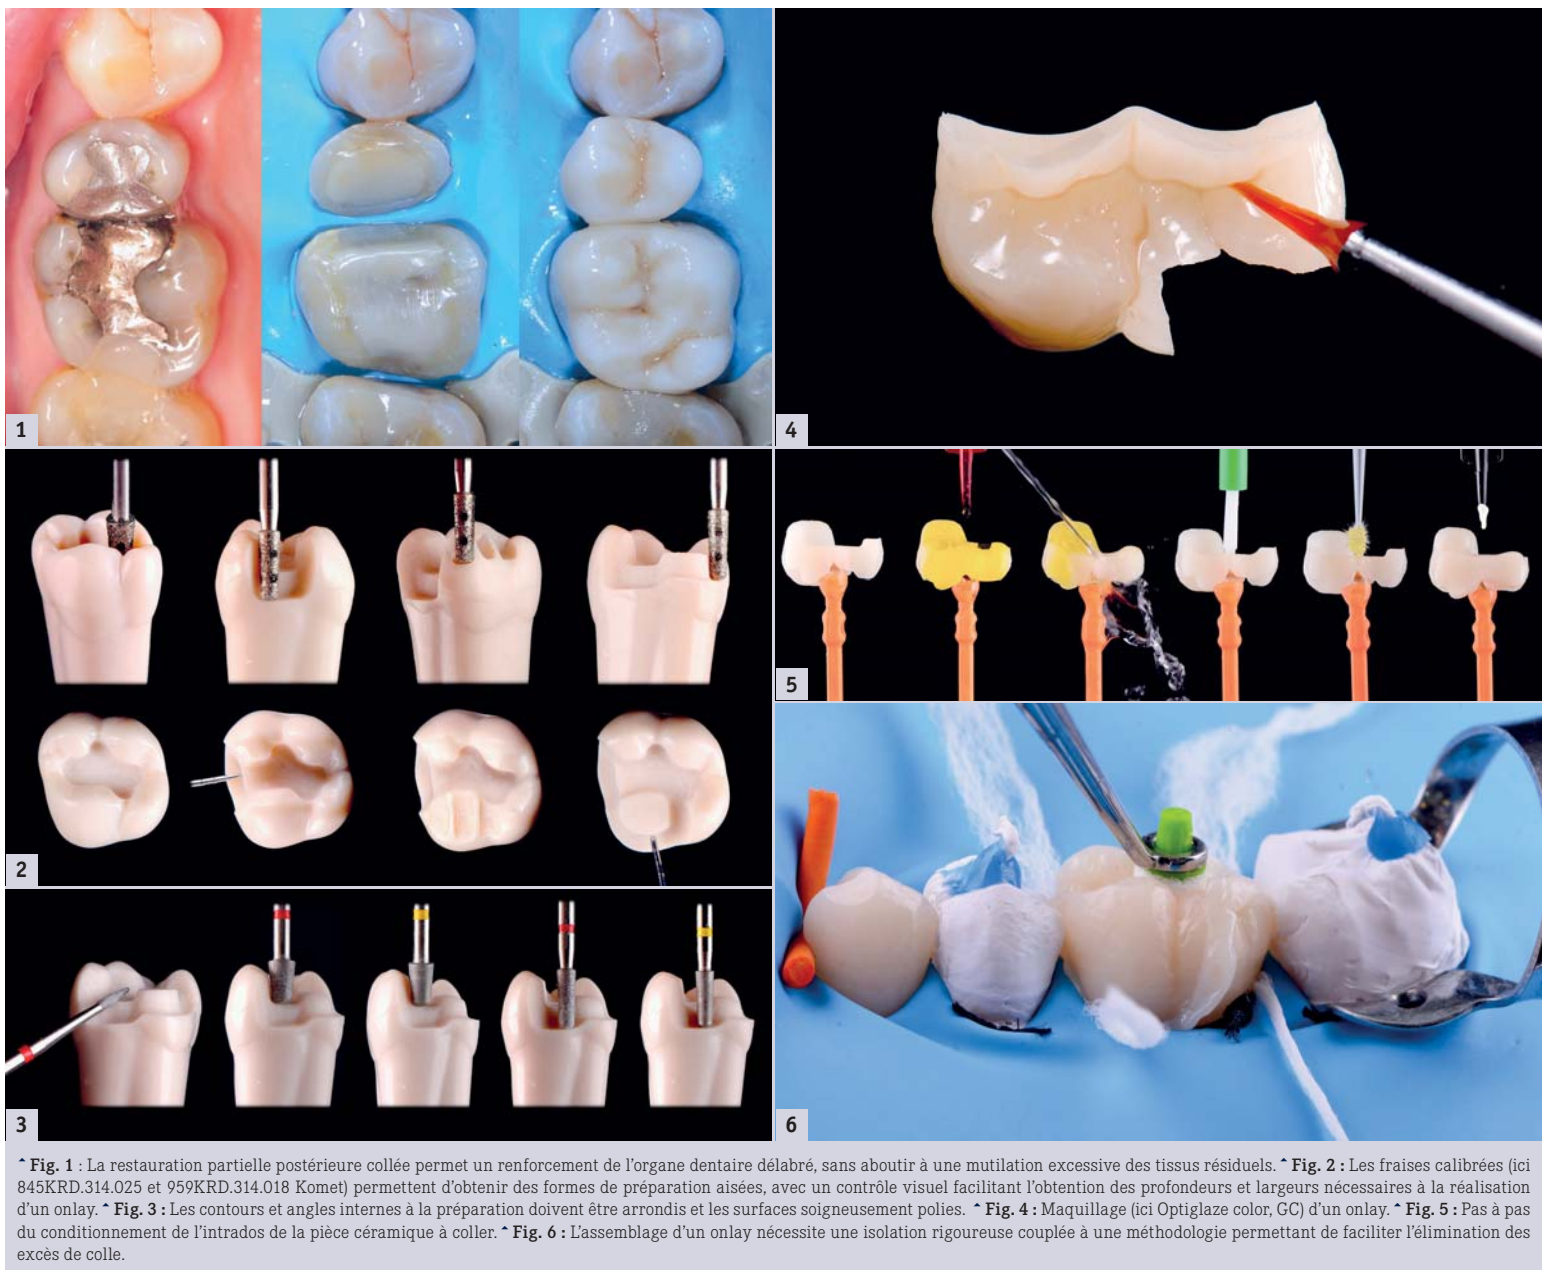 1
4
2
5
3
6
ˆ Fig. 1 : La restauration partielle postérieure collée permet un renforcement de l’organe dentaire délabré, sans aboutir à une mutilation excessive des tissus résiduels. ˆ Fig. 2 : Les fraises calibrées (ici
845KRD.314.025 et 959KRD.314.018 Komet) permettent d’obtenir des formes de préparation aisées, avec un contrôle visuel facilitant l’obtention des profondeurs et largeurs nécessaires à la réalisation
d’un onlay. ˆ Fig. 3 : Les contours et angles internes à la préparation doivent être arrondis et les surfaces soigneusement polies. ˆ Fig. 4 : Maquillage (ici Optiglaze color, GC) d’un onlay. ˆ Fig. 5 : Pas à pas
du conditionnement de l’intrados de la pièce céramique à coller. ˆ Fig. 6 : L’assemblage d’un onlay nécessite une isolation rigoureuse couplée à une méthodologie permettant de faciliter l’élimination des
excès de colle.